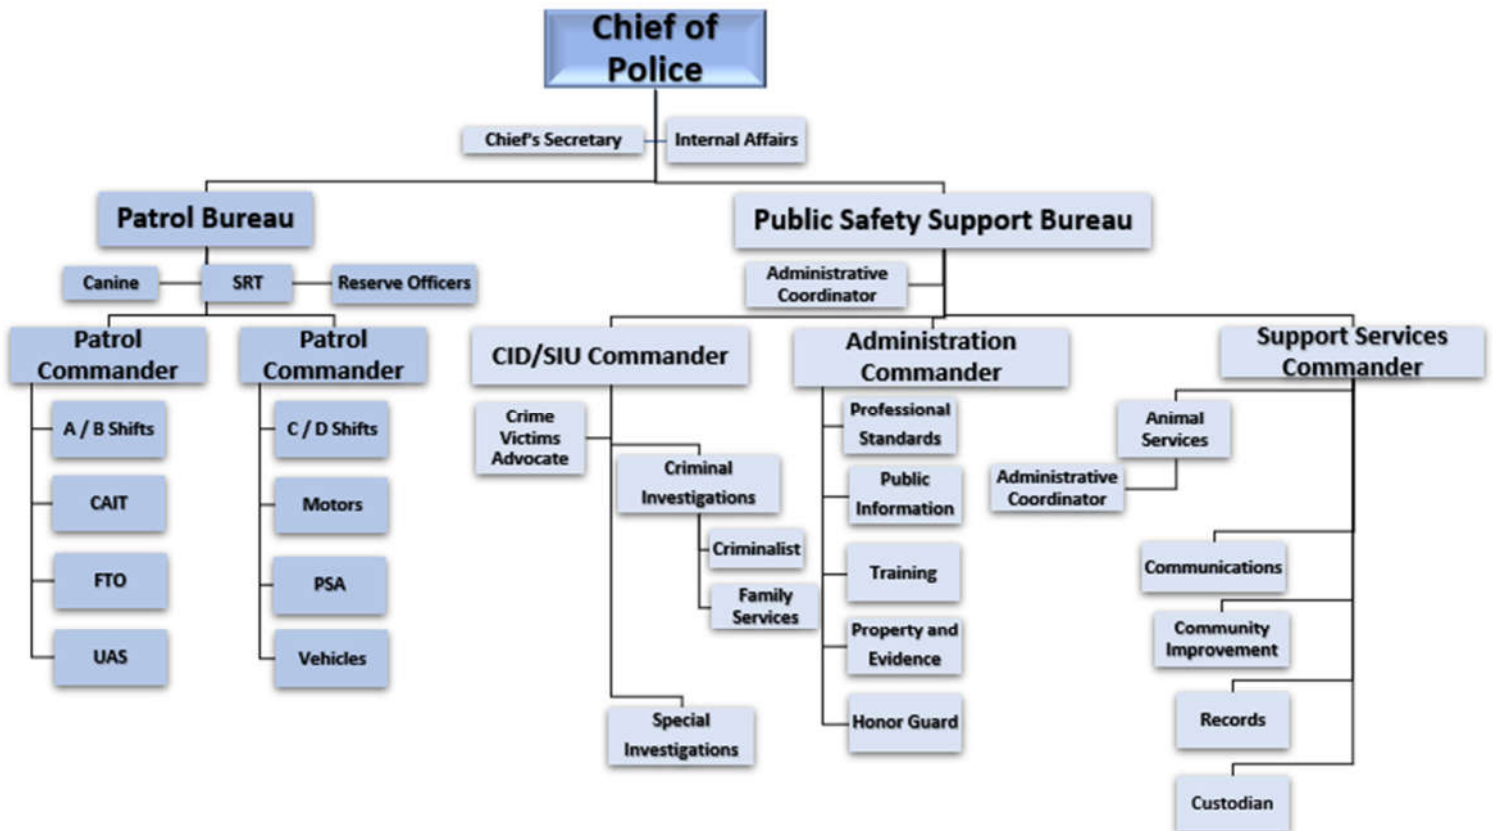 Chief of
Police
Chief's Secretary
Internal Affairs
Patrol Bureau
Public Safety Support Bureau
Canine
SRT
Reserve Officers
Administrative
Coordinator
Patrol
Commander
Patrol
Commander
CID/SIU Commander
Administration
Commander
Support Services
Commander
A / B Shifts
CAIT
FTO
UAS
C / D Shifts
Motors
PSA
Vehicles
Crime
Victims
Advocate
Criminal
Investigations
Criminalist
Family
Services
Special
Investigations
Professional
Standards
Public
Information
Training
Property and
Evidence
Honor Guard
Animal
Services
Administrative
Coordinator
Communications
Community
Improvement
Records
Custodian